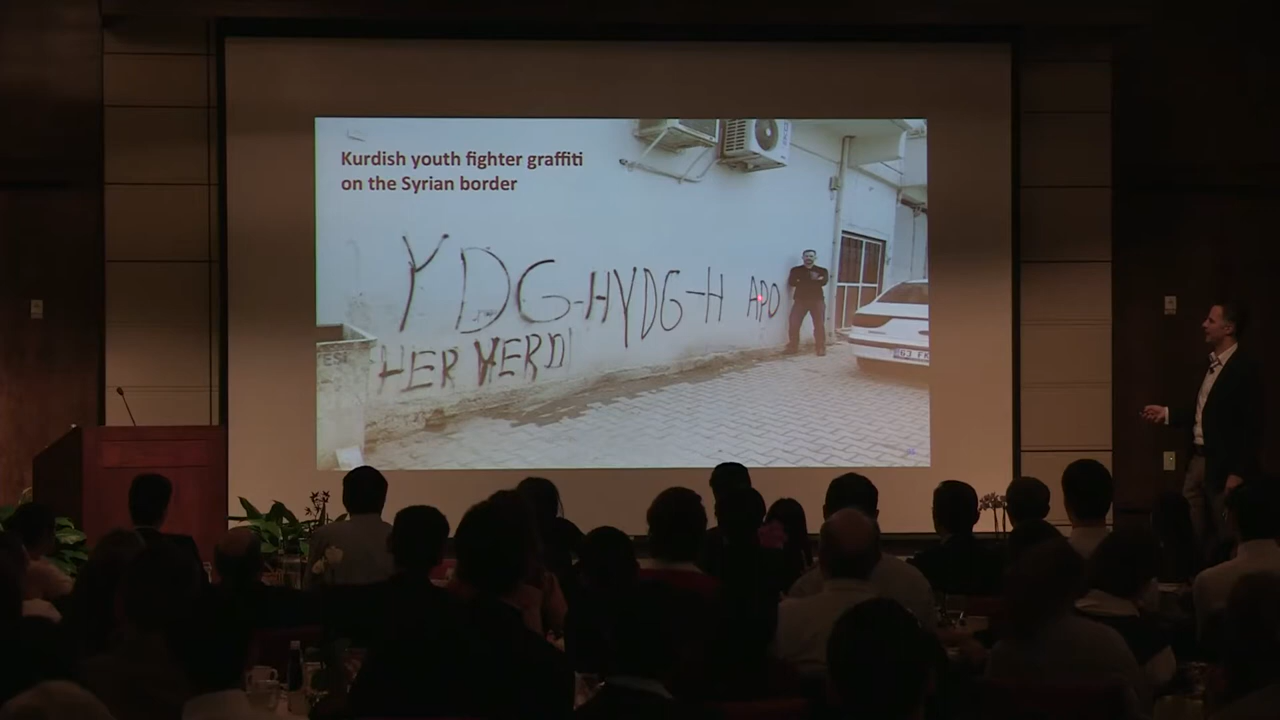 Kurdish youth fighter graffiti
on the Syrian border
YDG-HYDG-H APO
HER YERDE